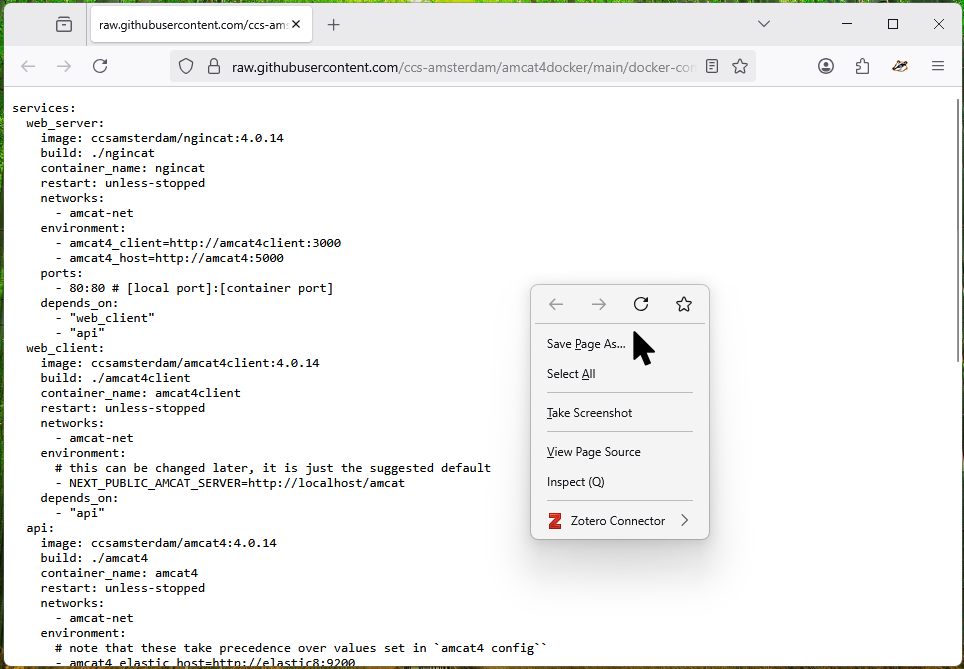 raw.githubusercontent.com/ccs-ams
raw.githubusercontent.com/ccs-amsterdam/amcat4docker/main/docker-con
services:
  web_server:
    image: ccsamsterdam/ngincat:4.0.14
    build: ./ngincat
    container_name: ngincat
    restart: unless-stopped
    networks:
      - amcat-net
    environment:
      - amcat4_client=http://amcat4client:3000
      - amcat4_host=http://amcat4:5000
    ports:
      - 80:80 # [local port]:[container port]
    depends_on:
      - "web_client"
      - "api"
  web_client:
    image: ccsamsterdam/amcat4client:4.0.14
    build: ./amcat4client
    container_name: amcat4client
    restart: unless-stopped
    networks:
      - amcat-net
    environment:
      # this can be changed later, it is just the suggested default
      - NEXT_PUBLIC_AMCAT_SERVER=http://localhost/amcat
    depends_on:
      - "api"
  api:
    image: ccsamsterdam/amcat4:4.0.14
    build: ./amcat4
    container_name: amcat4
    restart: unless-stopped
    networks:
      - amcat-net
    environment:
      # note that these take precedence over values set in `amcat4 config``
      - amcat4_elastic_host=http://elastic8:9200
Save Page As...
Select All
Take Screenshot
View Page Source
Inspect (Q)
Z Zotero Connector